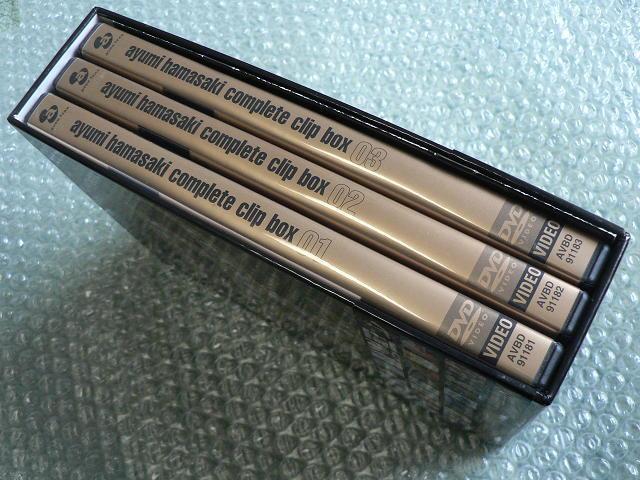 ayumi hamasaki complete clip box 03
DVD
VIDEO
VIDEO
AVBD
91183
ayumi hamasaki complete clip box 02
DVD
VIDEO
VIDEO
AVBD
91182
ayumi hamasaki complete clip box 01
DVD
VIDEO
VIDEO
AVBD
91181